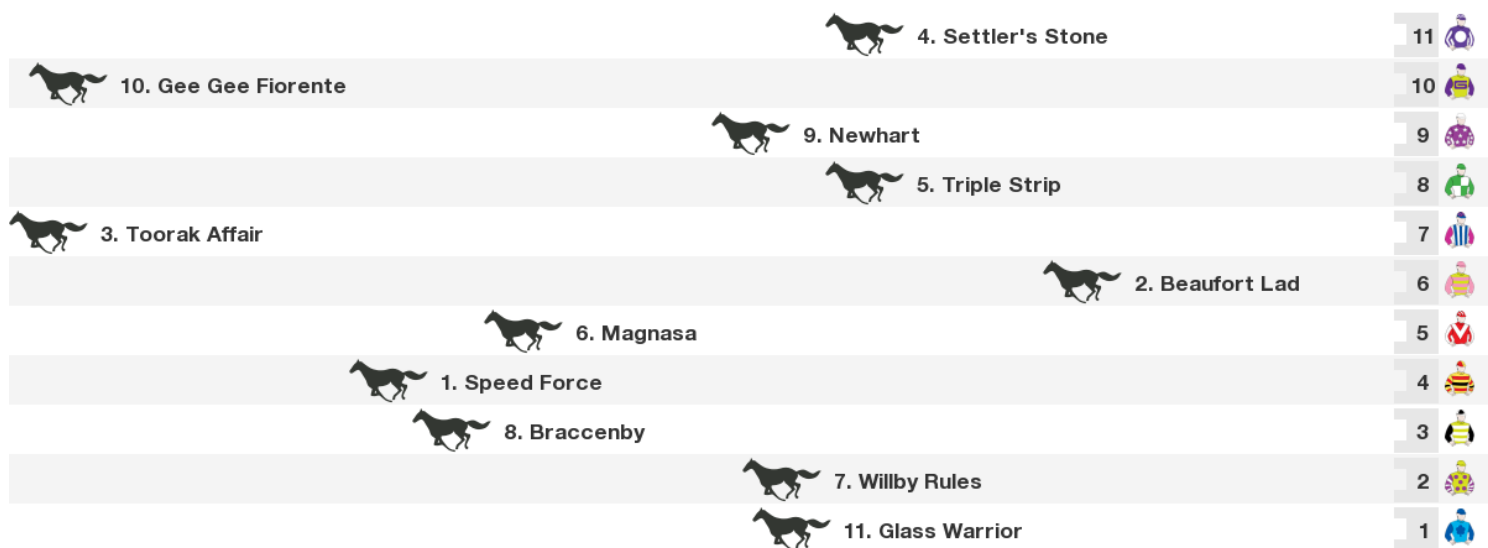 4. Settler's Stone 11
10. Gee Gee Fiorente 10
9. Newhart 9
5. Triple Strip 8
3. Toorak Affair 7
2. Beaufort Lad 6
6. Magnasa 5
1. Speed Force 4
8. Braccenby 3
7. Willby Rules 2
11. Glass Warrior 1